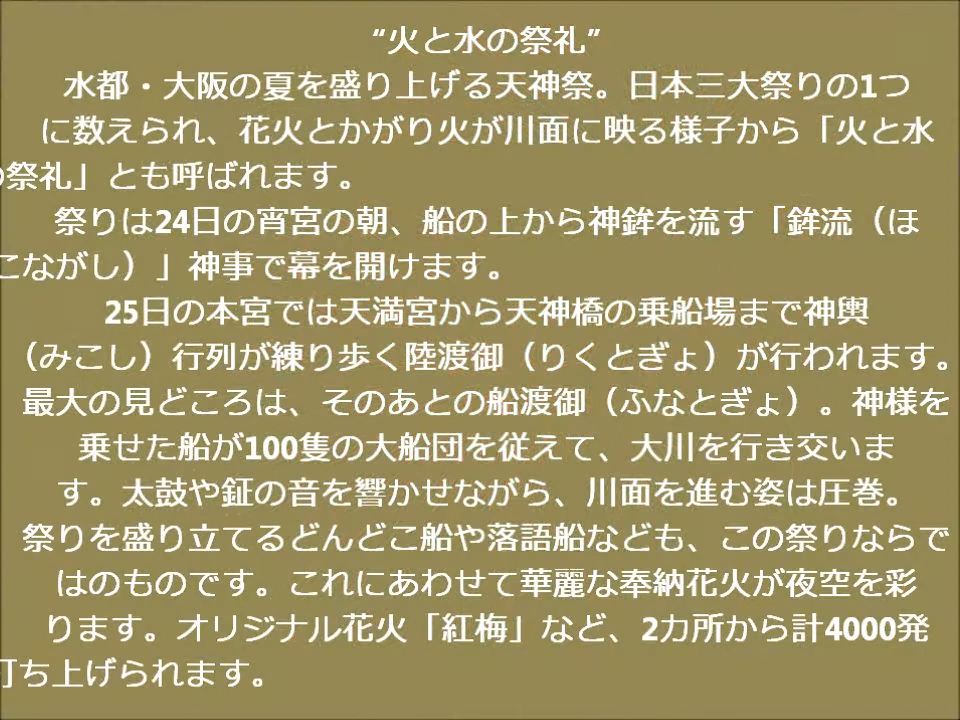 “火と水の祭礼”
水都・大阪の夏を盛り上げる天神祭。日本三大祭りの1つ
に数えられ、花火とかがり火が川面に映る様子から「火と水
の祭礼」とも呼ばれます。
祭りは24日の宵宮の朝、船の上から神鉾を流す「鉾流（ほ
こながし）」神事で幕を開けます。
25日の本宮では天満宮から天神橋の乗船場まで神輿
（みこし）行列が練り歩く陸渡御（りくとぎょ）が行われます。
最大の見どころは、そのあとの船渡御（ふなとぎょ）。神様を
乗せた船が100隻の大船団を従えて、大川を行き交いま
す。太鼓や鉦の音を響かせながら、川面を進む姿は圧巻。
祭りを盛り立てるどんどこ船や落語船なども、この祭りならで
はのものです。これにあわせて華麗な奉納花火が夜空を彩
ります。オリジナル花火「紅梅」など、2カ所から計4000発
打ち上げられます。